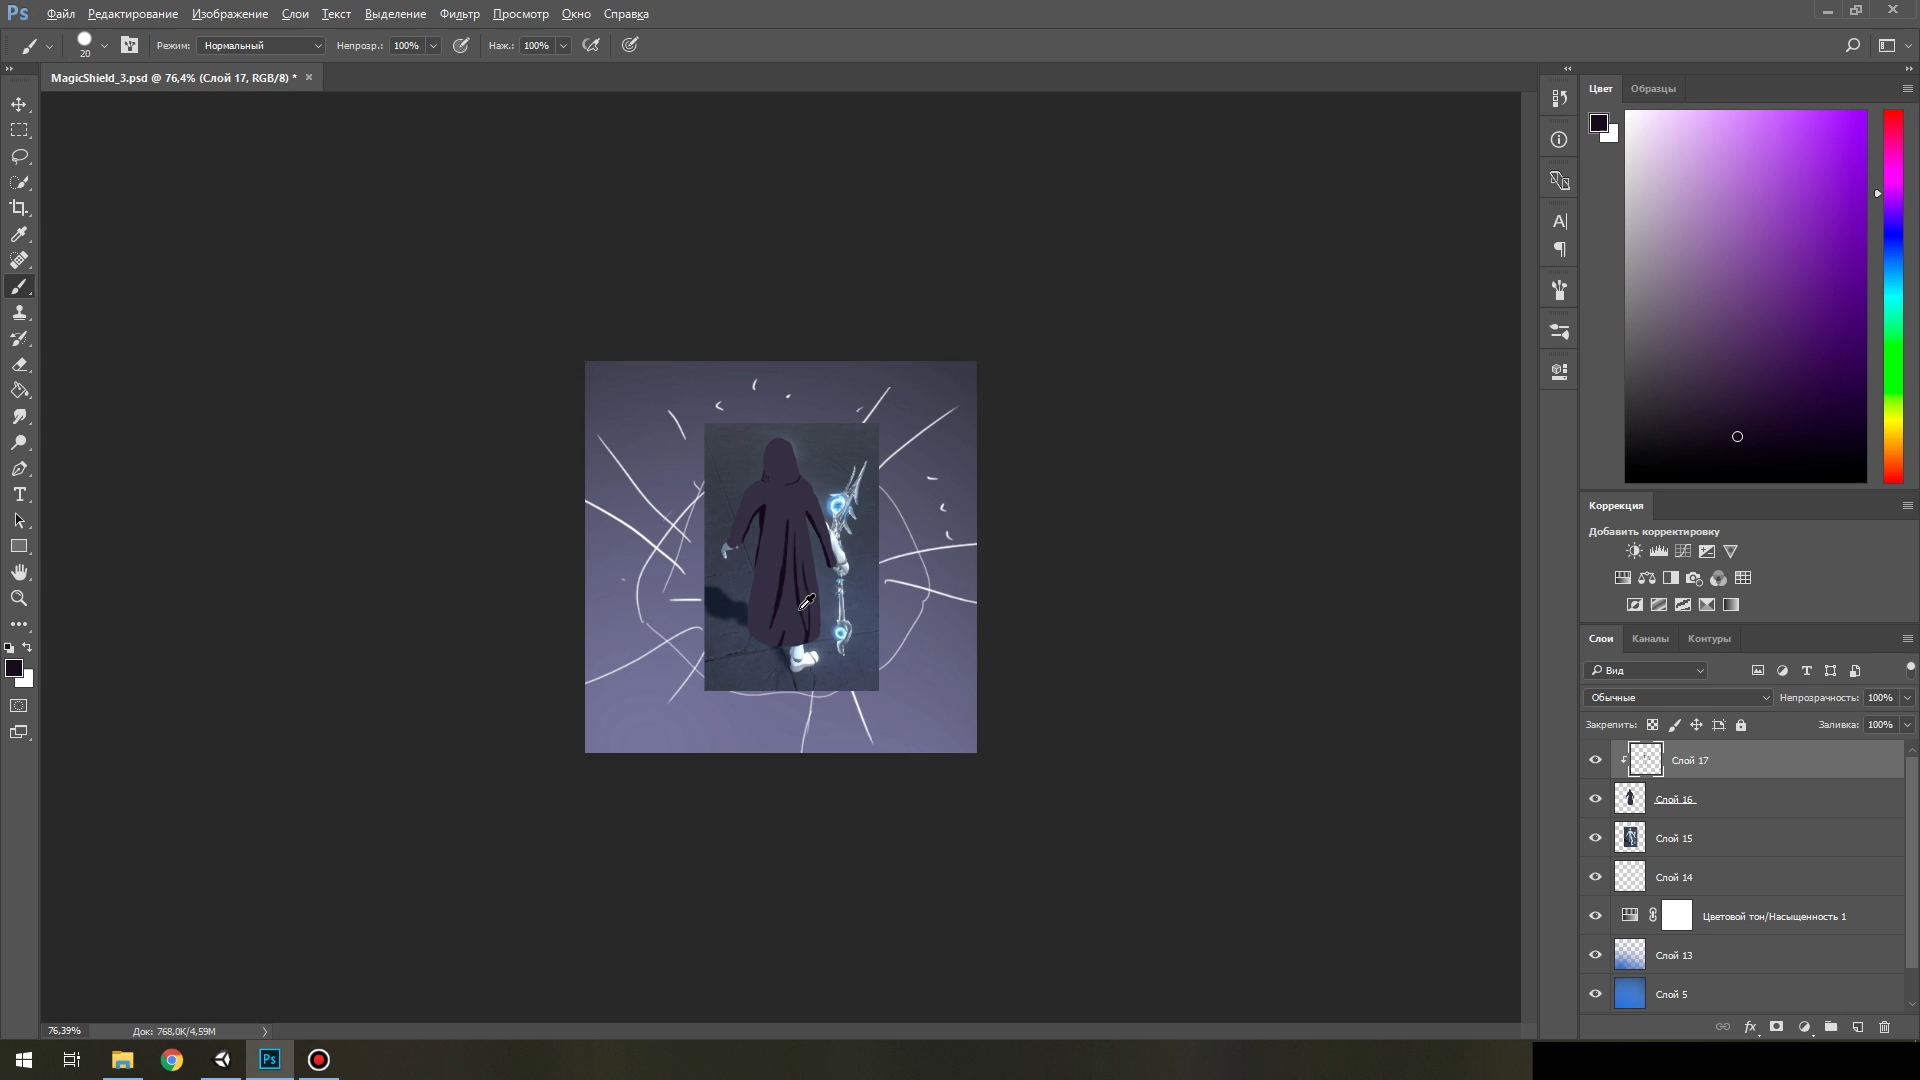 Ps Файл Редактирование Изображение Слои Текст Выделение Фильтр Просмотр Окно Справка
20 Режим: Нормальный Непрозр.: 100% Наж.: 100%
MagicShield_3.psd @ 76,4% (Слой 17, RGB/8) * ×
Цвет Образцы
Коррекция
Добавить корректировку
Слои Каналы Контуры
Вид
Обычные Непрозрачность: 100%
Закрепить: Заливка: 100%
Слой 17
Слой 16
Слой 15
Слой 14
Цветовой тон/Насыщенность 1
Слой 13
Слой 5
fx
76,39% Док: 768,0K/4,59M
Ps